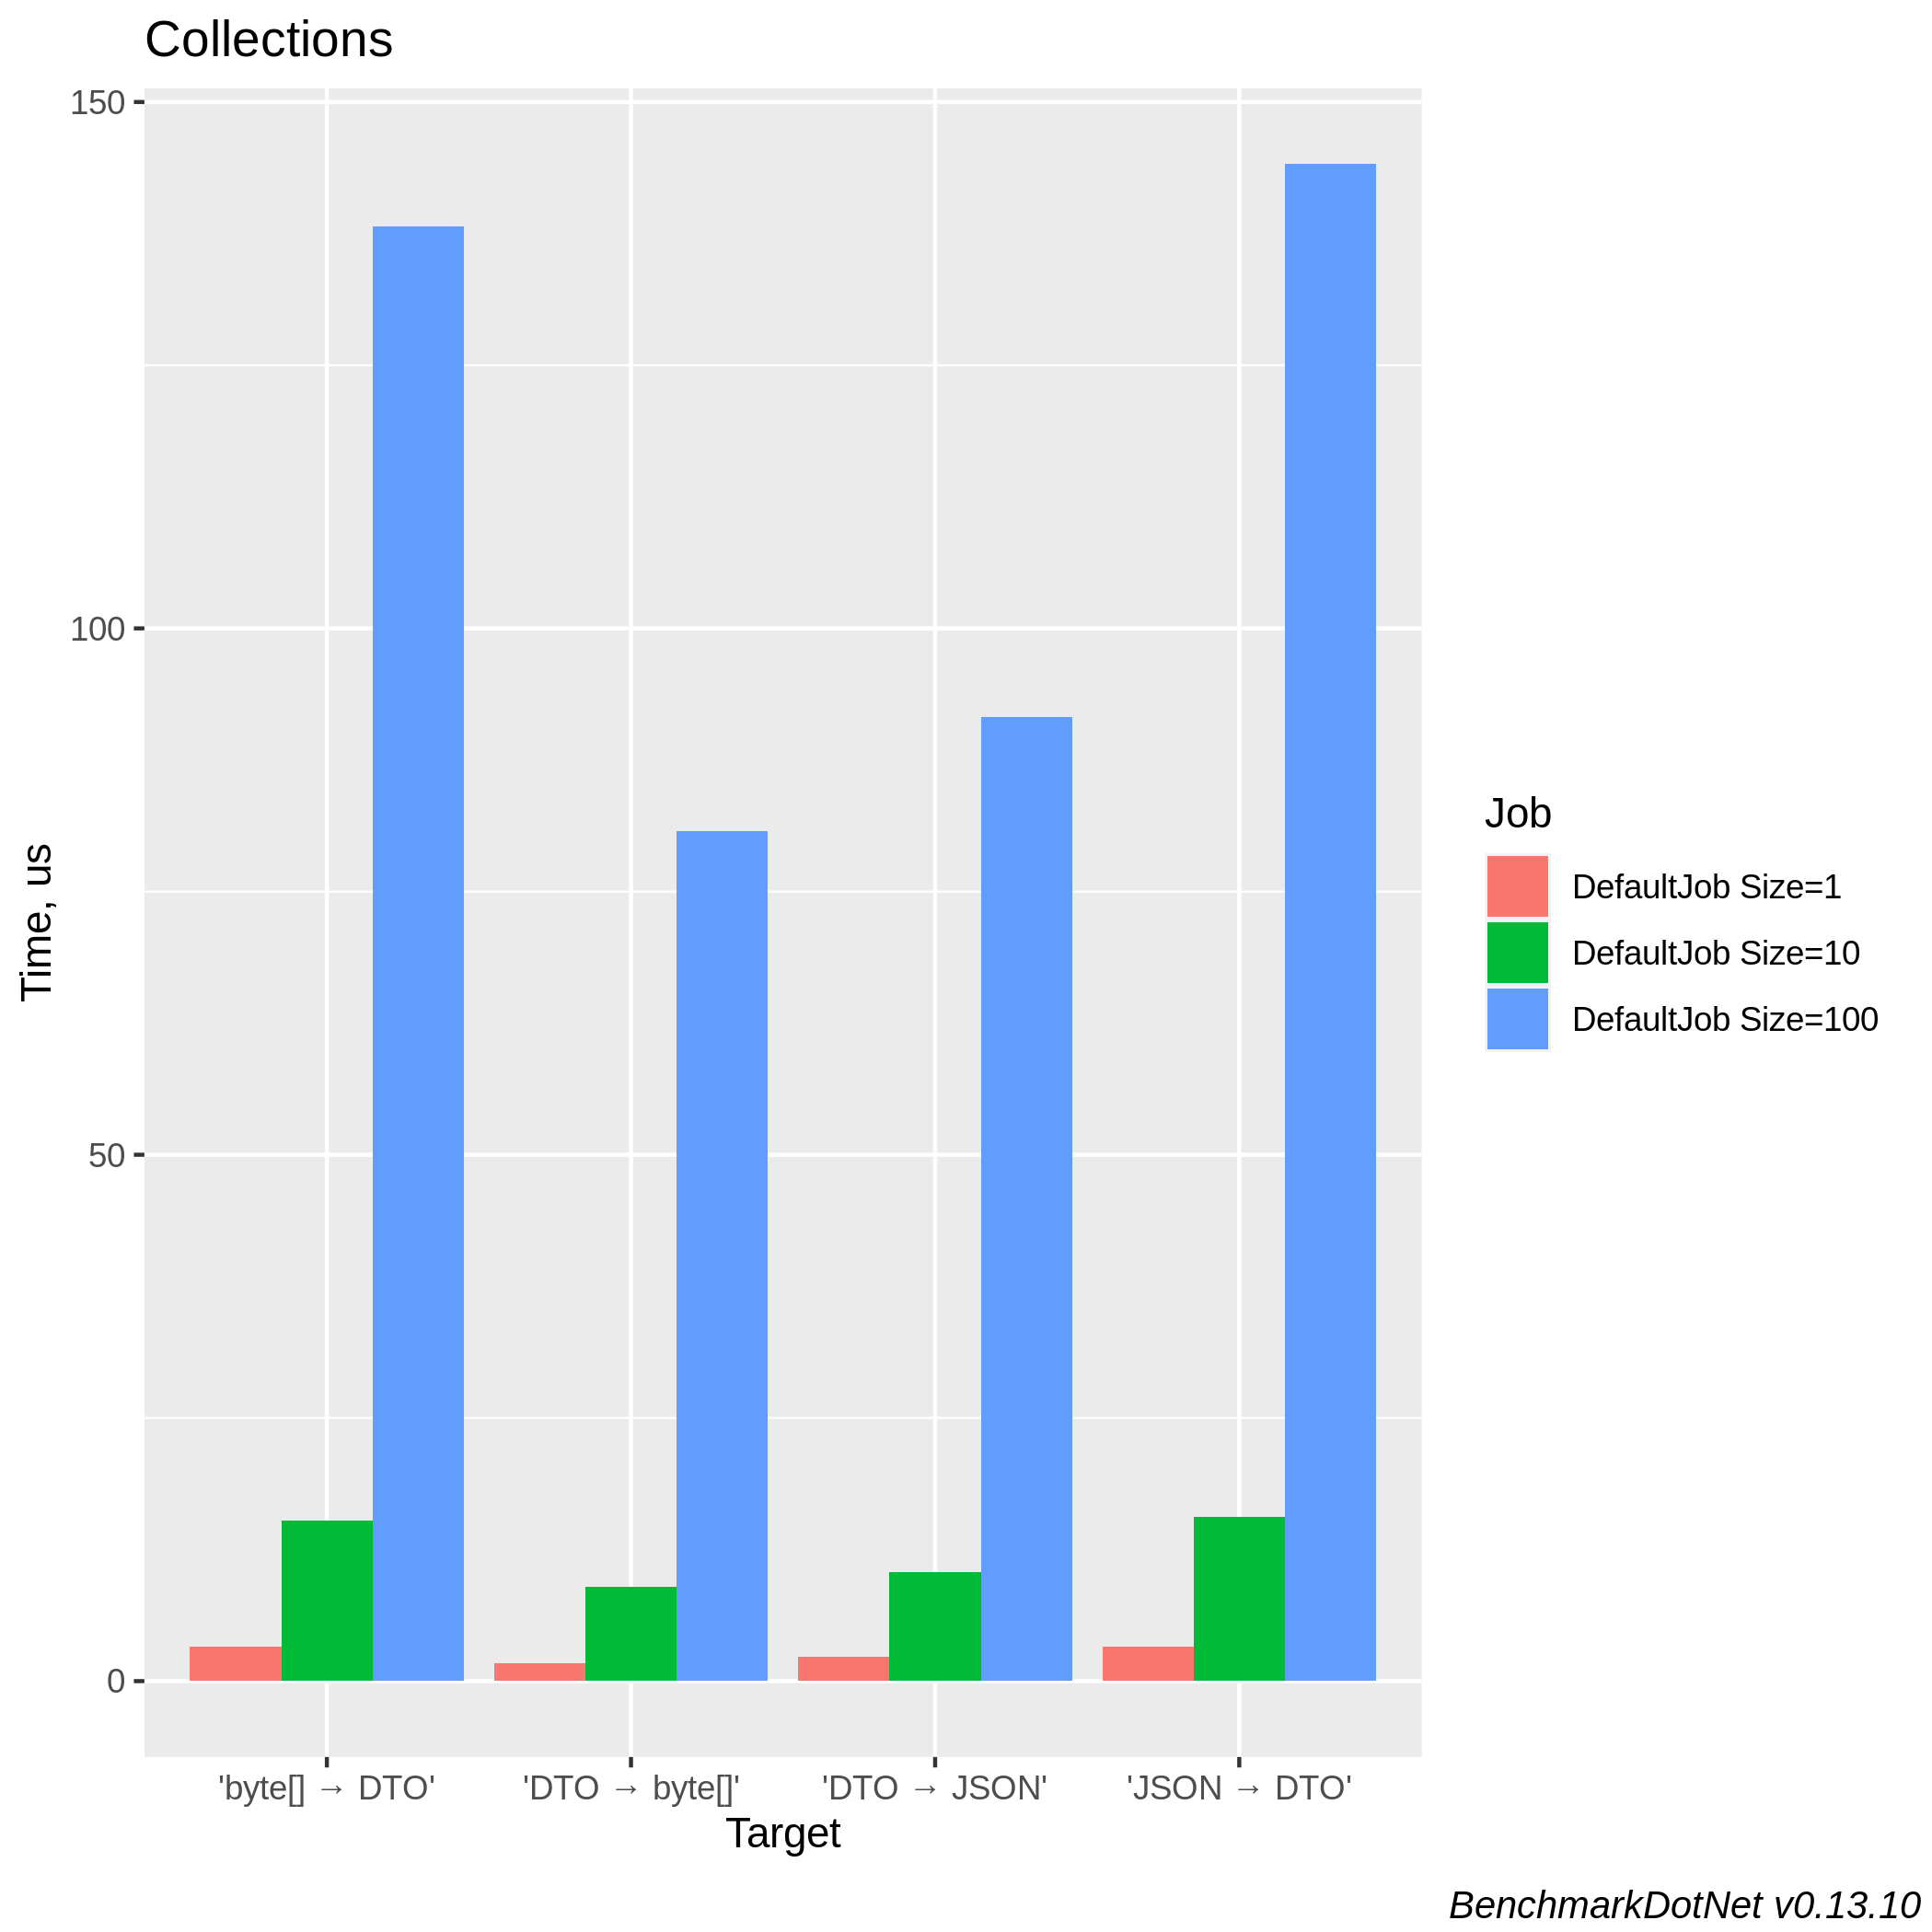 Collections
150
100
50
0
Time, us
'byte[] → DTO'
'DTO → byte[]'
'DTO → JSON'
'JSON → DTO'
Target
Job
DefaultJob Size=1
DefaultJob Size=10
DefaultJob Size=100
BenchmarkDotNet v0.13.10